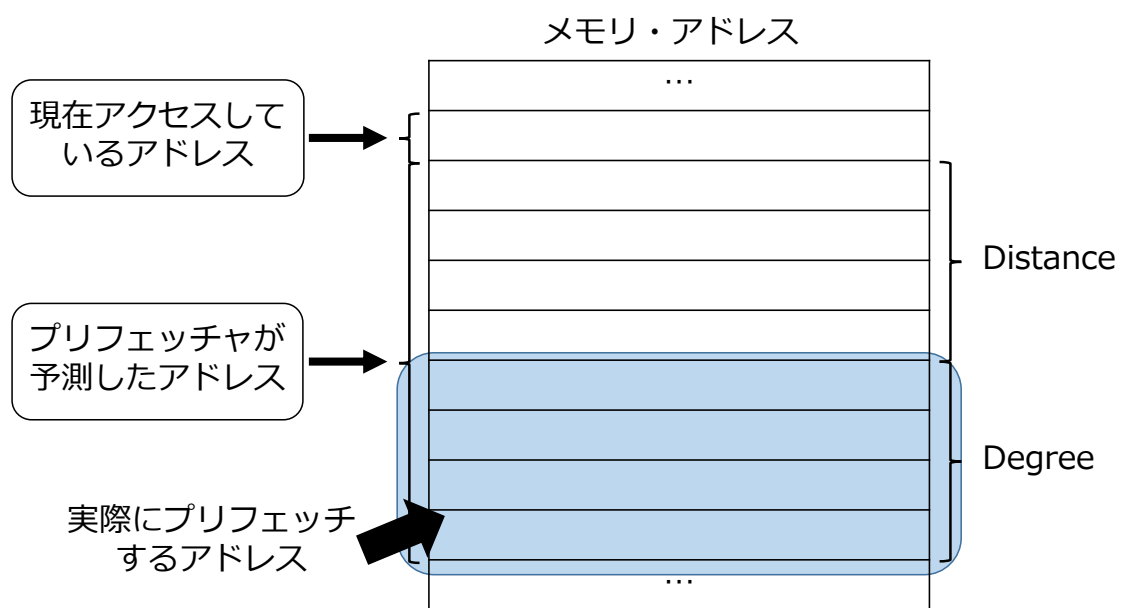 メモリ・アドレス
…
現在アクセスして
いるアドレス
Distance
プリフェッチャが
予測したアドレス
Degree
実際にプリフェッチ
するアドレス
…